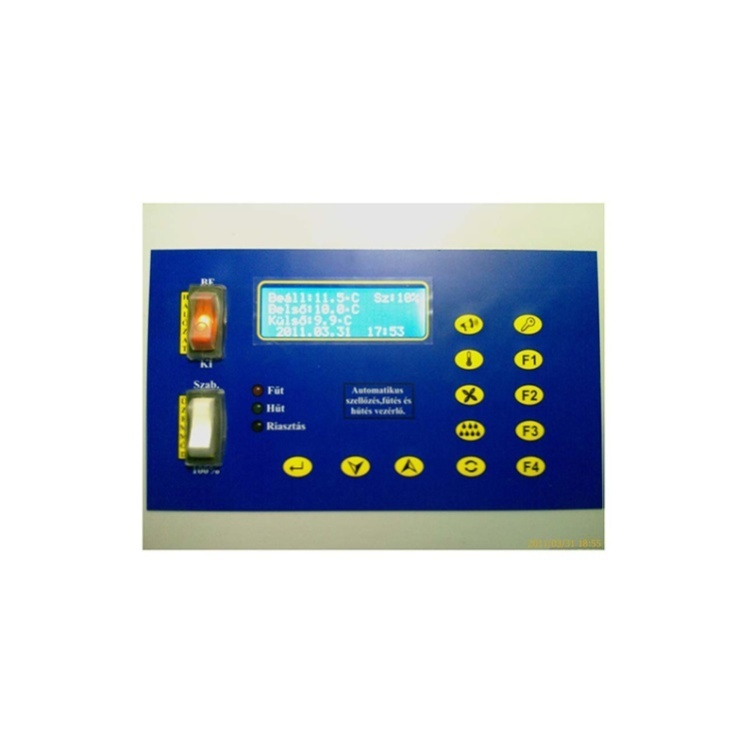 BE
HALÓZAT
KI
Beáll:11.5°C Sz:10%
Belső:10.0°C
Külső:9.9°C
2011.03.31 17:53
F1
Szab.
Fűt
Hűt
Riasztás
Automatikus
szellőzés,fűtés és
hűtés vezérlő.
F2
F3
100%
F4
2011/03/31 18:55